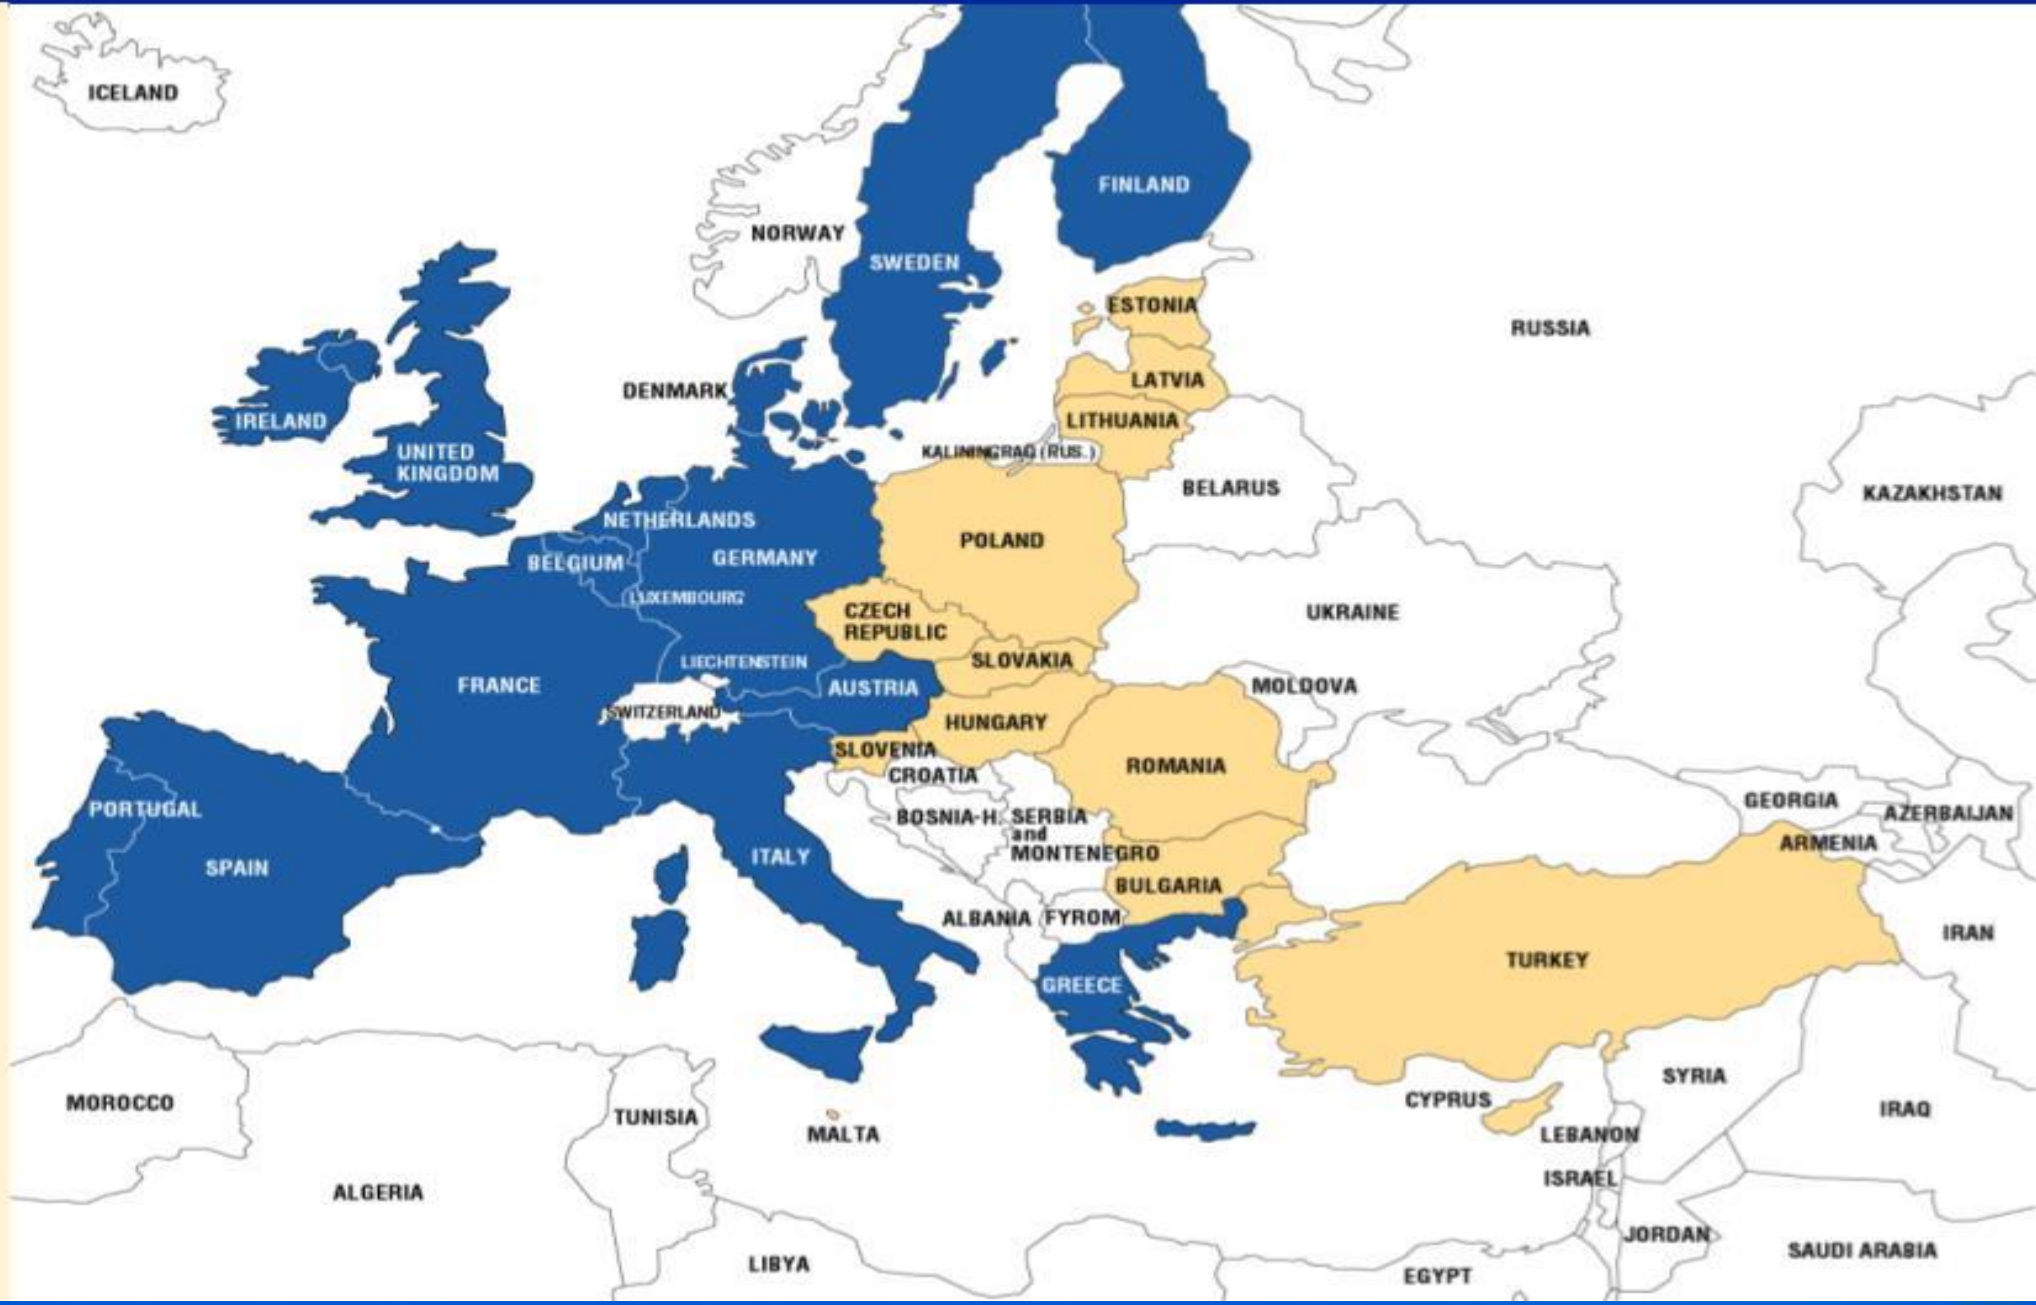 ICELAND
FINLAND
NORWAY
SWEDEN
ESTONIA
RUSSIA
LATVIA
DENMARK
LITHUANIA
IRELAND
UNITED
KINGDOM
KALININGRAD (RUS.)
BELARUS
KAZAKHSTAN
NETHERLANDS
POLAND
GERMANY
BELGIUM
LUXEMBOURG
CZECH
REPUBLIC
UKRAINE
LIECHTENSTEIN
SLOVAKIA
FRANCE
AUSTRIA
MOLDOVA
SWITZERLAND
HUNGARY
SLOVENIA
ROMANIA
CROATIA
PORTUGAL
GEORGIA
BOSNIA-H.
SERBIA
and
MONTENEGRO
AZERBAIJAN
ARMENIA
ITALY
SPAIN
BULGARIA
ALBANIA
FYROM
IRAN
TURKEY
GREECE
SYRIA
MOROCCO
CYPRUS
IRAQ
TUNISIA
MALTA
LEBANON
ISRAEL
ALGERIA
JORDAN
SAUDI ARABIA
LIBYA
EGYPT